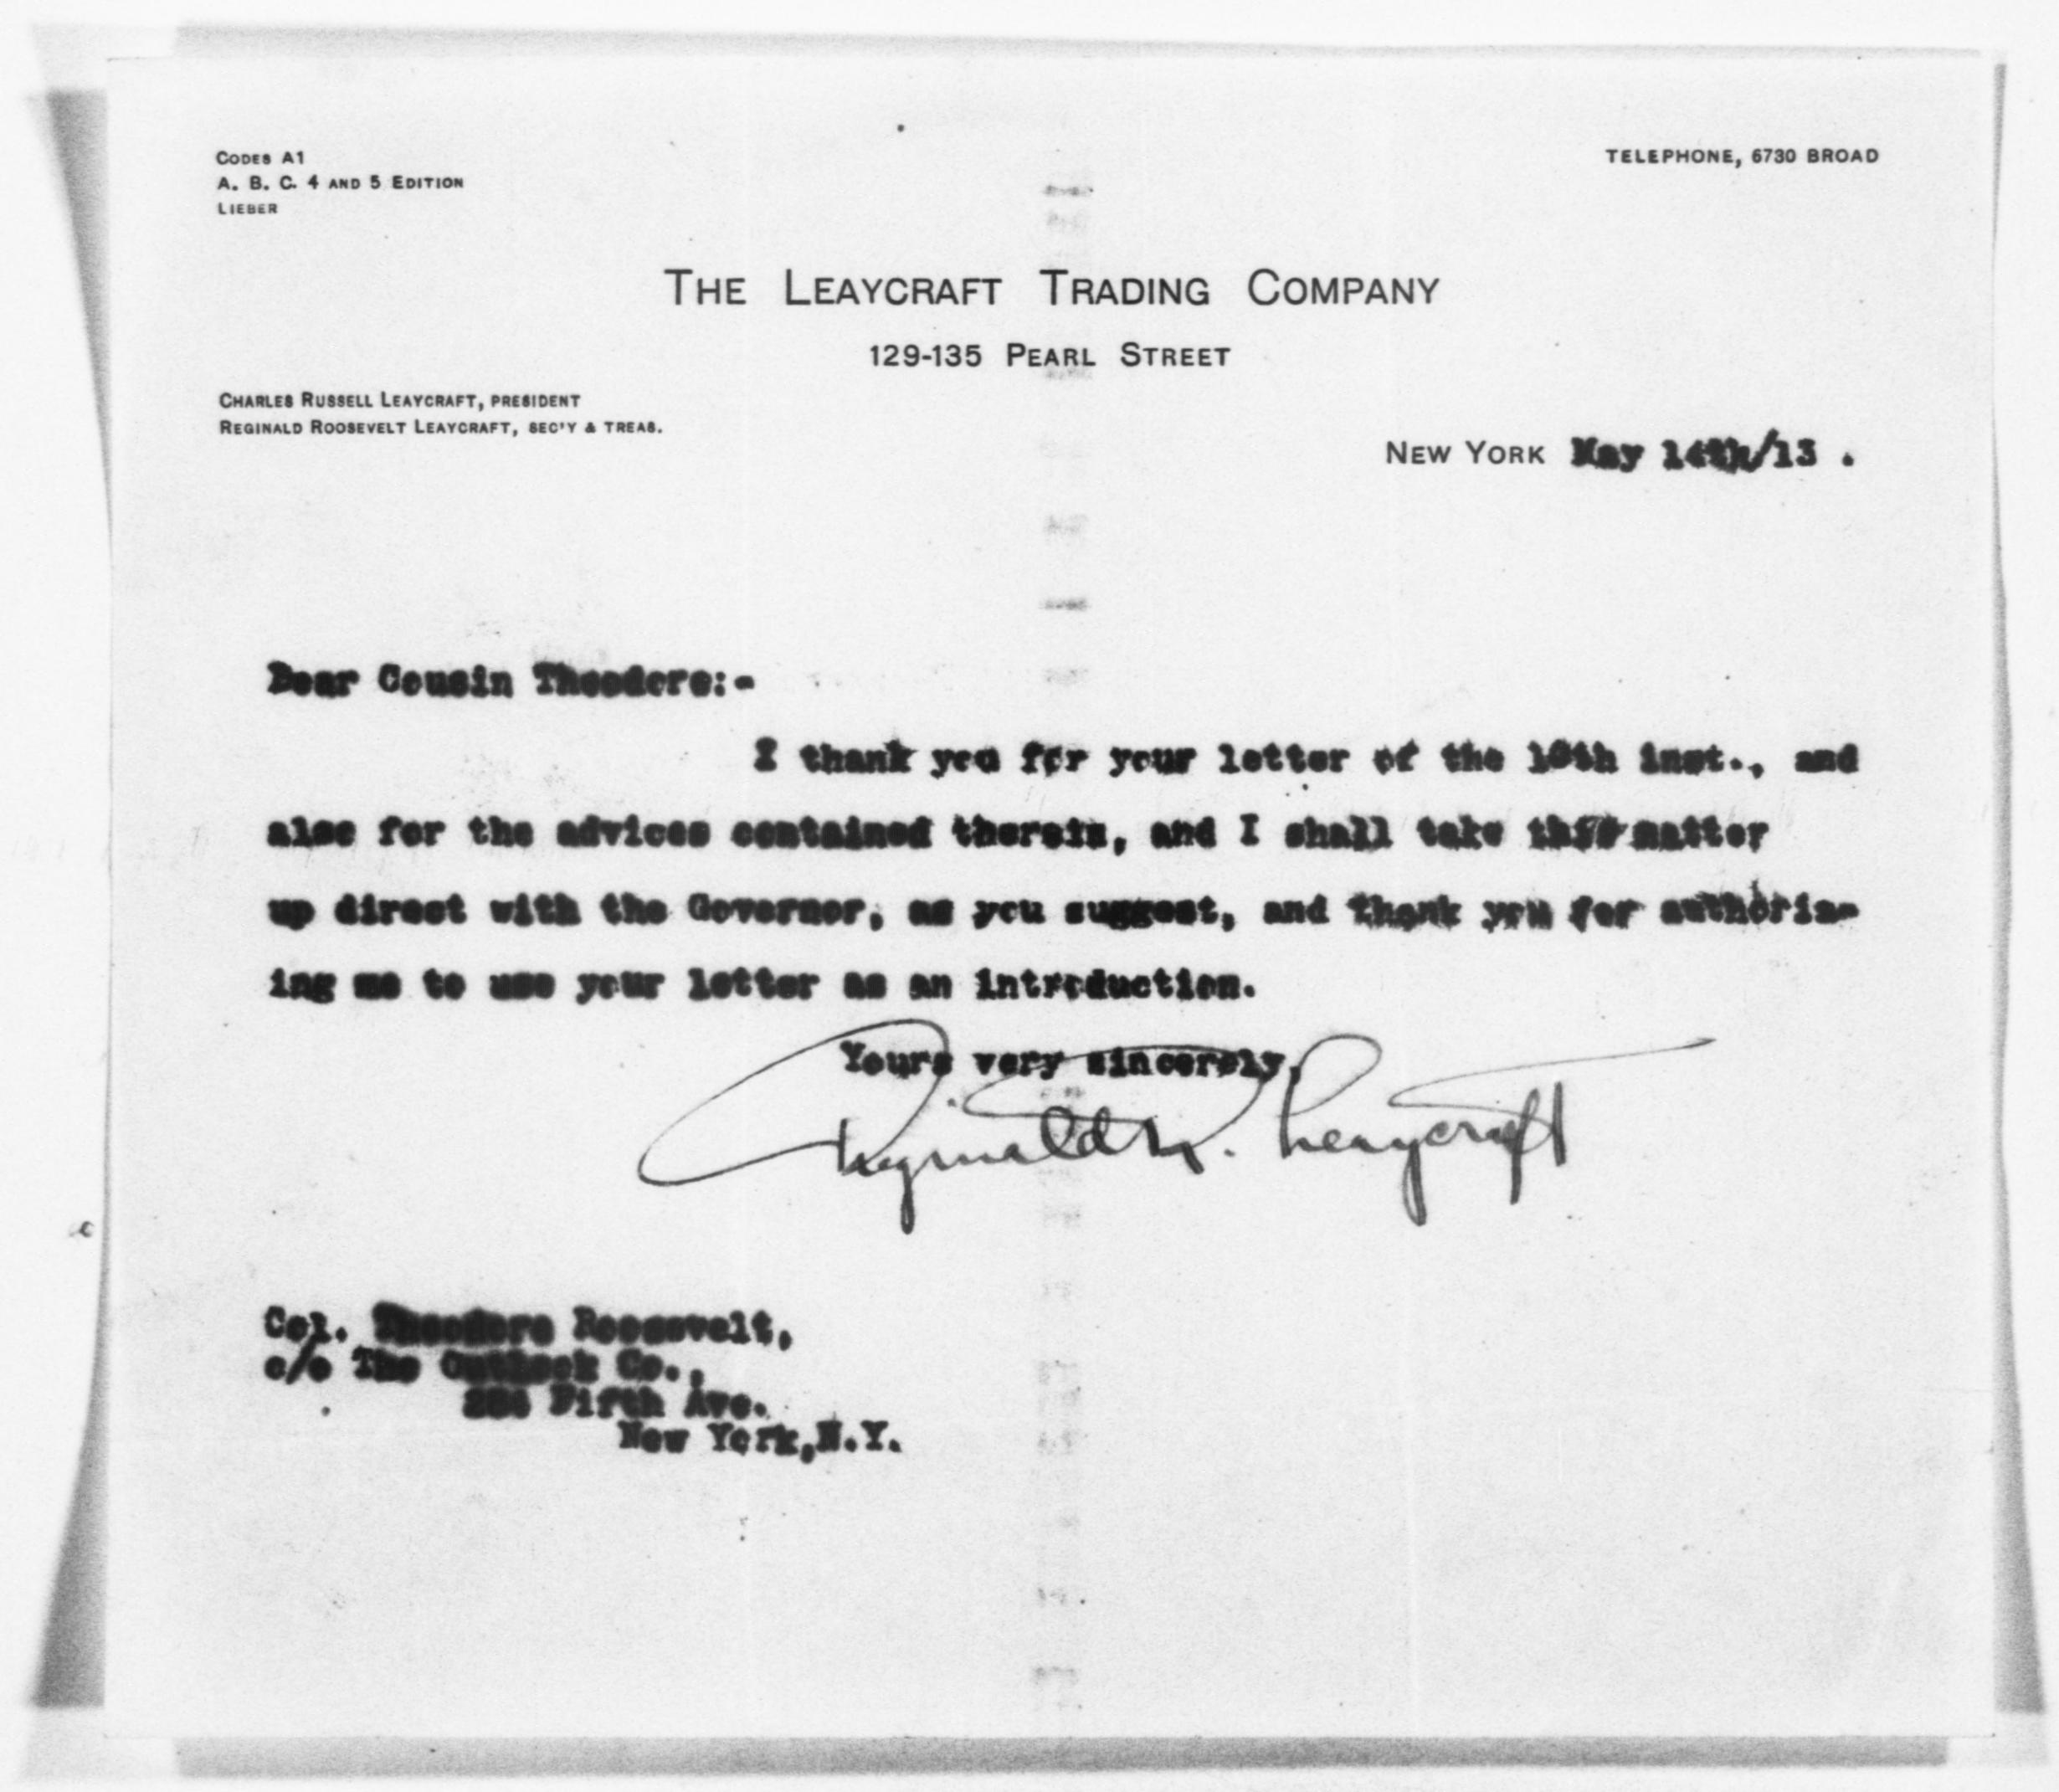 CODES A1
A. B. C. 4 AND 5 EDITION
LIEBER
TELEPHONE, 6730 BROAD
THE LEAYCRAFT TRADING COMPANY
129-135 PEARL STREET
CHARLES RUSSELL LEAYCRAFT, PRESIDENT
REGINALD ROOSEVELT LEAYCRAFT, SEC'Y & TREAS.
NEW YORK May 14th/13 .
Dear Cousin Theodore:-
I thank you for your letter of the 10th inst., and
also for the advices contained therein, and I shall take this matter
up direct with the Governor, as you suggest, and thank you for authoriz-
ing me to use your letter as an introduction.
Yours very sincerely,
Reginald R. Leaycraft
Col. Theodore Roosevelt,
c/o The Outlook Co.,
Fifth Ave.
New York,N.Y.